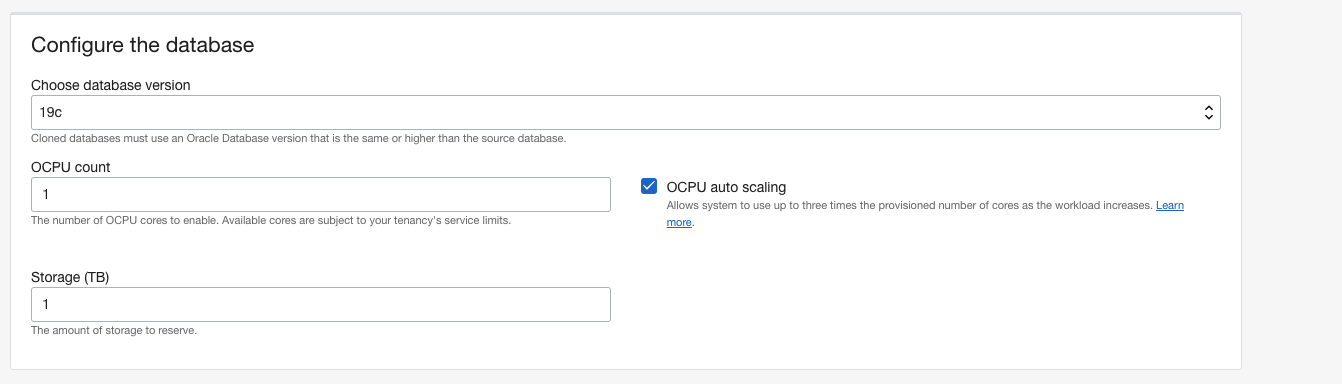 Configure the database
Choose database version
19c
Cloned databases must use an Oracle Database version that is the same or higher than the source database.
OCPU count
1
The number of OCPU cores to enable. Available cores are subject to your tenancy's service limits.
OCPU auto scaling
Allows system to use up to three times the provisioned number of cores as the workload increases. Learn
more.
Storage (TB)
1
The amount of storage to reserve.